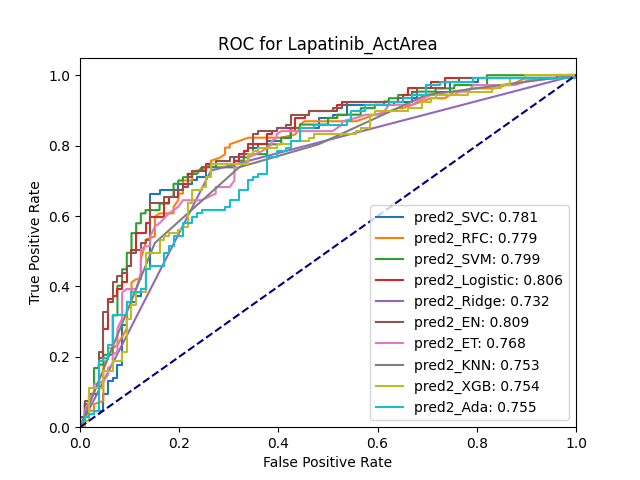 ROC for Lapatinib_ActArea
1.0
0.8
0.6
0.4
0.2
0.0
True Positive Rate
pred2_SVC: 0.781
pred2_RFC: 0.779
pred2_SVM: 0.799
pred2_Logistic: 0.806
pred2_Ridge: 0.732
pred2_EN: 0.809
pred2_ET: 0.768
pred2_KNN: 0.753
pred2_XGB: 0.754
pred2_Ada: 0.755
0.0 0.2 0.4 0.6 0.8 1.0
False Positive Rate